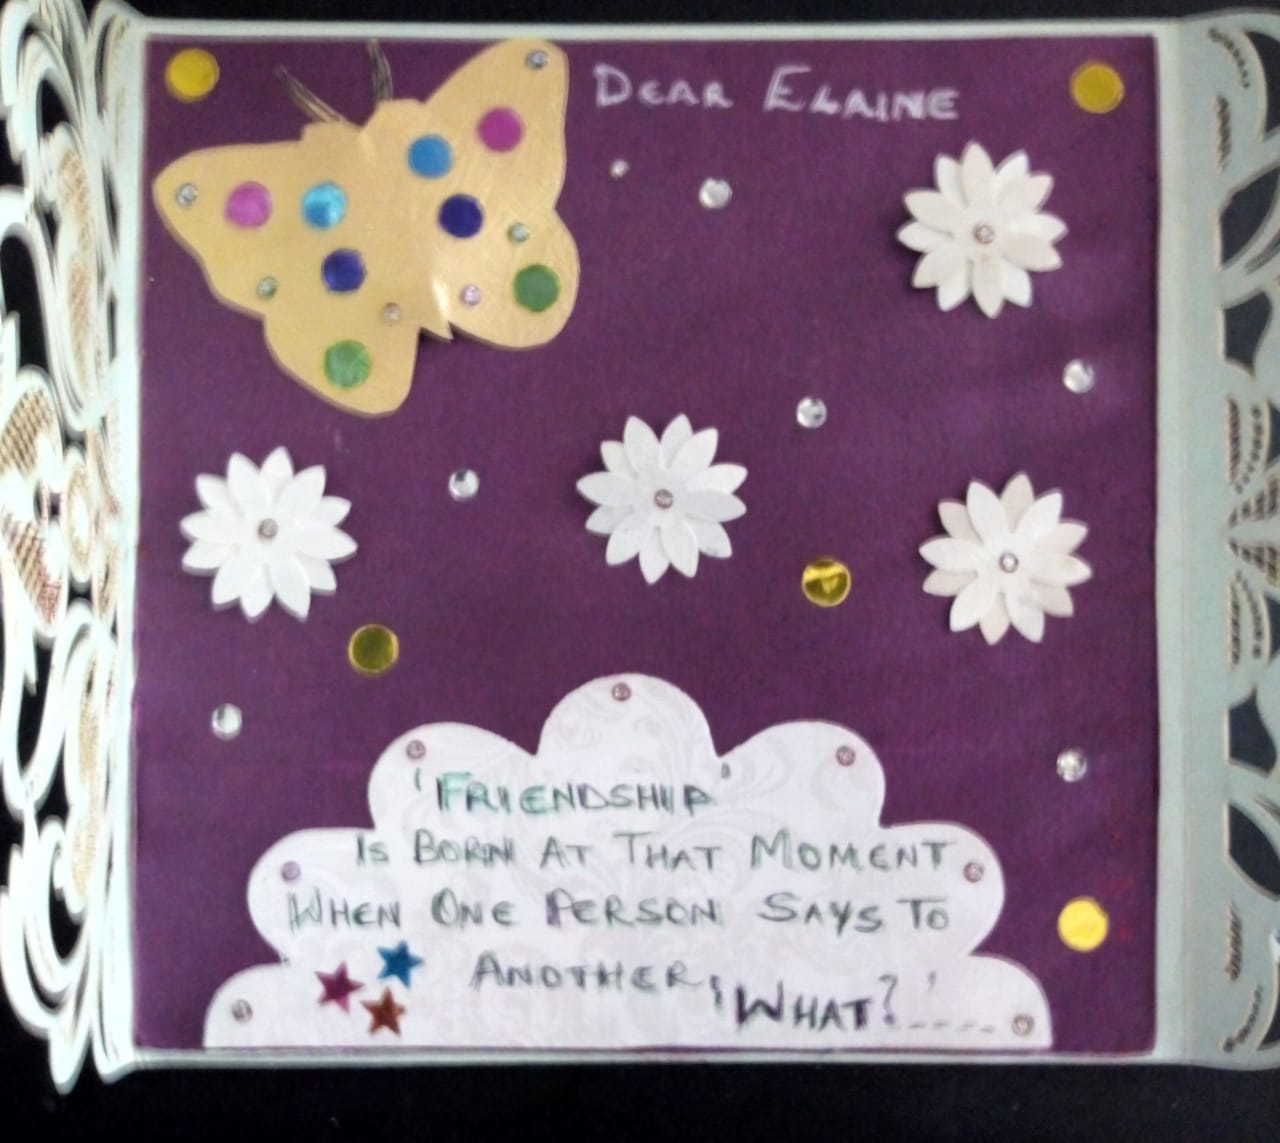 DEAR ELAINE
'FRIENDSHIP'
IS BORN AT THAT MOMENT
WHEN ONE PERSON SAYS TO
ANOTHER, 'WHAT?'....